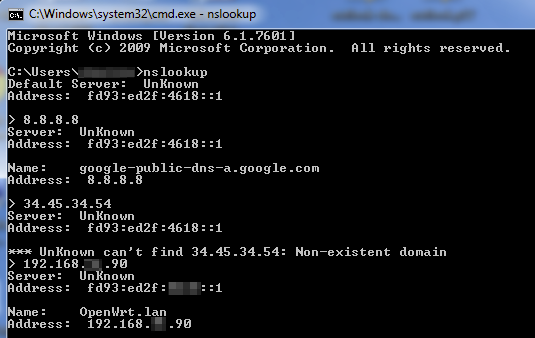 C:\Windows\system32\cmd.exe - nslookup
Microsoft Windows [Version 6.1.7601]
Copyright (c) 2009 Microsoft Corporation. All rights reserved.
C:\Users\ >nslookup
Default Server: UnKnown
Address: fd93:ed2f:4618::1
> 8.8.8.8
Server: UnKnown
Address: fd93:ed2f:4618::1
Name: google-public-dns-a.google.com
Address: 8.8.8.8
> 34.45.34.54
Server: UnKnown
Address: fd93:ed2f:4618::1
*** UnKnown can't find 34.45.34.54: Non-existent domain
> 192.168. .90
Server: UnKnown
Address: fd93:ed2f: ::1
Name: OpenWrt.lan
Address: 192.168. .90